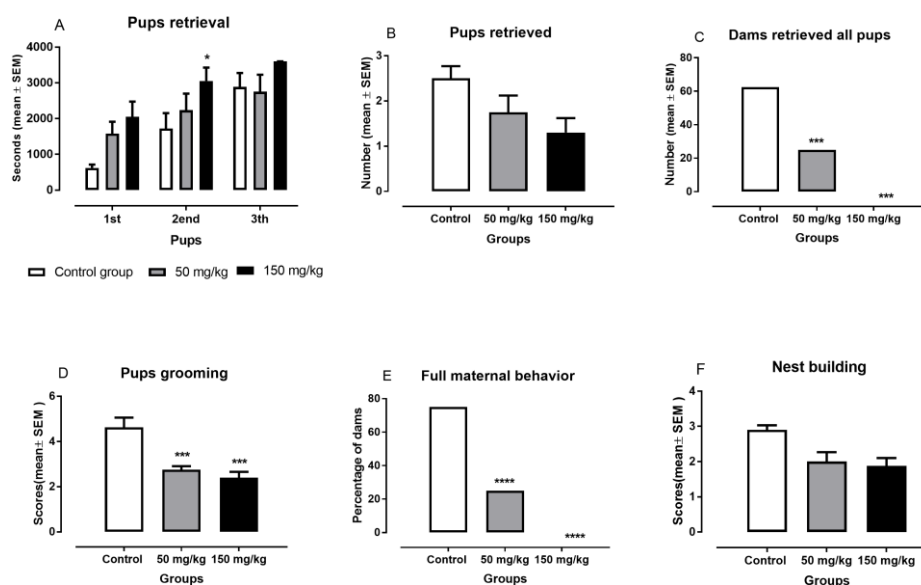 A
Pups retrieval
Seconds (mean ± SEM)
4000
3000
2000
1000
0
1st
2end
3th
*
Pups
Control group
50 mg/kg
150 mg/kg
B
Pups retrieved
Number (mean ± SEM)
3
2
1
0
Control
50 mg/kg
150 mg/kg
Groups
C
Dams retrieved all pups
Number (mean ± SEM)
80
60
40
20
0
***
***
Control
50 mg/kg
150 mg/kg
Groups
D
Pups grooming
Scores(mean± SEM )
6
4
2
0
***
***
Control
50 mg/kg
150 mg/kg
Groups
E
Full maternal behavior
Percentage of dams
80
60
40
20
0
****
****
Control
50 mg/kg
150 mg/kg
Groups
F
Nest building
Scores(mean± SEM )
4
3
2
1
0
Control
50 mg/kg
150 mg/kg
Groups